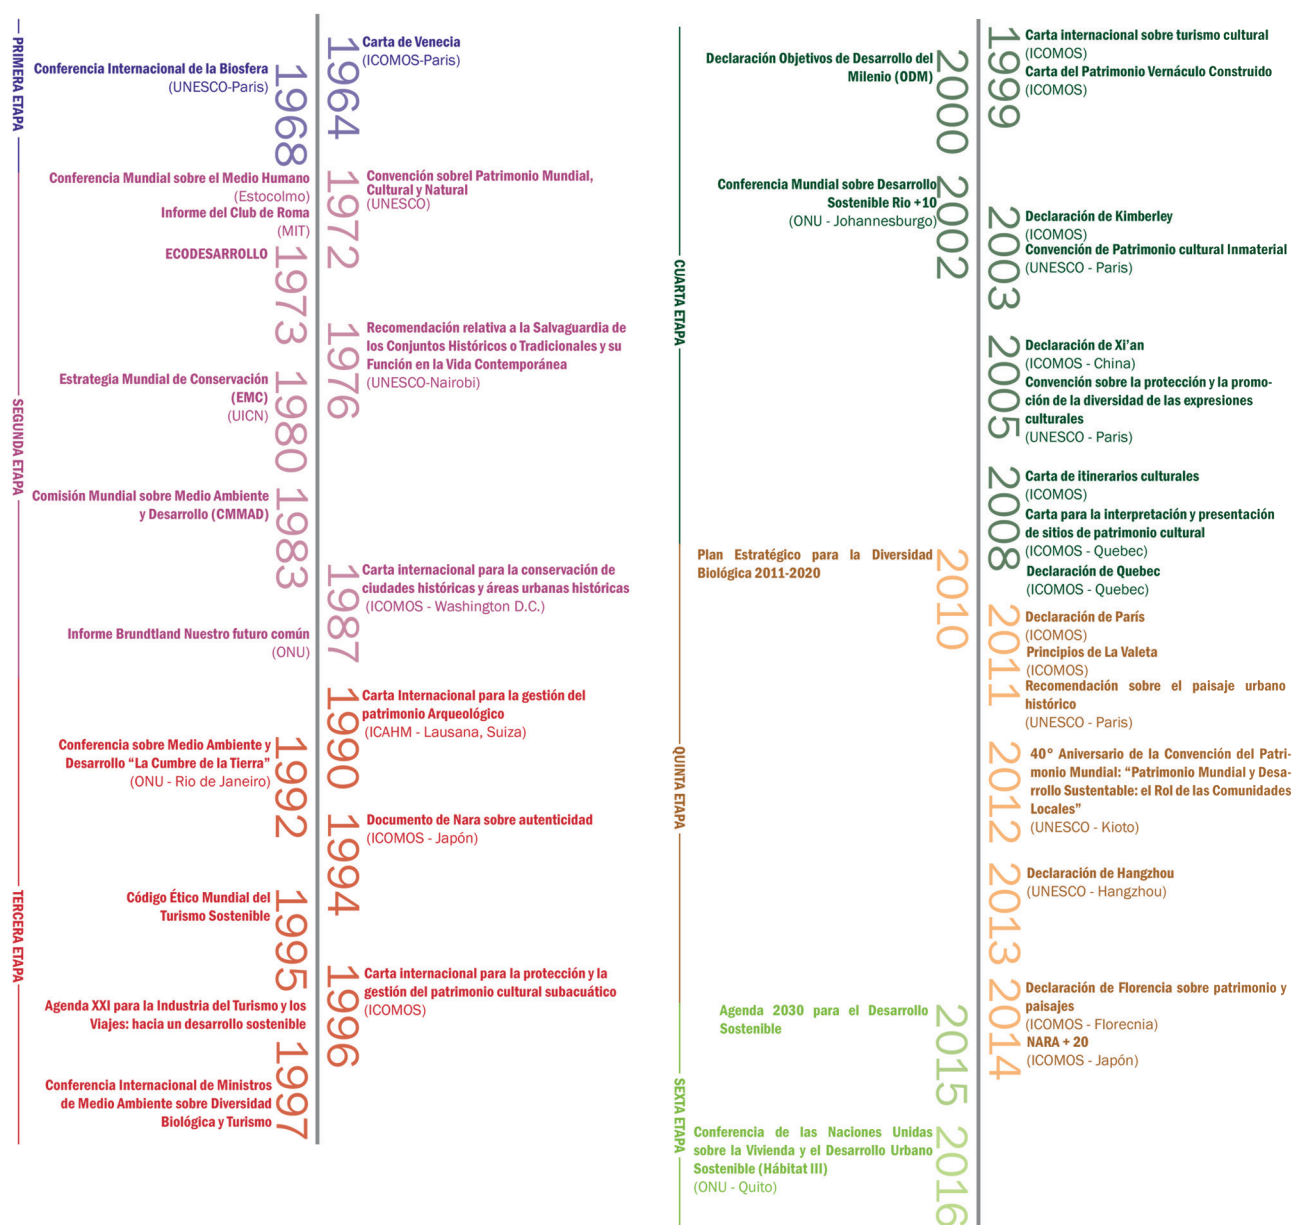 PRIMERA ETAPA
1964
Carta de Venecia
(ICOMOS-Paris)
Conferencia Internacional de la Biosfera
(UNESCO-Paris)
1968
SEGUNDA ETAPA
Conferencia Mundial sobre el Medio Humano
(Estocolmo)
Informe del Club de Roma
(MIT)
1972
Convención sobrel Patrimonio Mundial,
Cultural y Natural
(UNESCO)
ECODESARROLLO
1973
1976
Recomendación relativa a la Salvaguardia de
los Conjuntos Históricos o Tradicionales y su
Función en la Vida Contemporánea
(UNESCO-Nairobi)
Estrategia Mundial de Conservación
(EMC)
(UICN)
1980
Comisión Mundial sobre Medio Ambiente
y Desarrollo (CMMAD)
1983
1987
Carta internacional para la conservación de
ciudades históricas y áreas urbanas históricas
(ICOMOS - Washington D.C.)
Informe Brundtland Nuestro futuro común
(ONU)
TERCERA ETAPA
1990
Carta Internacional para la gestión del
patrimonio Arqueológico
(ICAHM - Lausana, Suiza)
Conferencia sobre Medio Ambiente y
Desarrollo “La Cumbre de la Tierra”
(ONU - Rio de Janeiro)
1992
1994
Documento de Nara sobre autenticidad
(ICOMOS - Japón)
Código Ético Mundial del
Turismo Sostenible
1995
1996
Carta internacional para la protección y la
gestión del patrimonio cultural subacuático
(ICOMOS)
Agenda XXI para la Industria del Turismo y los
Viajes: hacia un desarrollo sostenible
1997
Conferencia Internacional de Ministros
de Medio Ambiente sobre Diversidad
Biológica y Turismo
CUARTA ETAPA
1999
Carta internacional sobre turismo cultural
(ICOMOS)
Carta del Patrimonio Vernáculo Construido
(ICOMOS)
Declaración Objetivos de Desarrollo del
Milenio (ODM)
2000
Conferencia Mundial sobre Desarrollo
Sostenible Rio +10
(ONU - Johannesburgo)
2002
2003
Declaración de Kimberley
(ICOMOS)
Convención de Patrimonio cultural Inmaterial
(UNESCO - Paris)
2005
Declaración de Xi’an
(ICOMOS - China)
Convención sobre la protección y la promo-
ción de la diversidad de las expresiones
culturales
(UNESCO - Paris)
2008
Carta de itinerarios culturales
(ICOMOS)
Carta para la interpretación y presentación
de sitios de patrimonio cultural
(ICOMOS - Quebec)
Declaración de Quebec
(ICOMOS - Quebec)
QUINTA ETAPA
Plan Estratégico para la Diversidad
Biológica 2011-2020
2010
2011
Declaración de París
(ICOMOS)
Principios de La Valeta
(ICOMOS)
Recomendación sobre el paisaje urbano
histórico
(UNESCO - Paris)
2012
40° Aniversario de la Convención del Patri-
monio Mundial: “Patrimonio Mundial y Desa-
rrollo Sustentable: el Rol de las Comunidades
Locales”
(UNESCO - Kioto)
2013
Declaración de Hangzhou
(UNESCO - Hangzhou)
2014
Declaración de Florencia sobre patrimonio y
paisajes
(ICOMOS - Florecnia)
NARA + 20
(ICOMOS - Japón)
SEXTA ETAPA
Agenda 2030 para el Desarrollo
Sostenible
2015
Conferencia de las Naciones Unidas
sobre la Vivienda y el Desarrollo Urbano
Sostenible (Hábitat III)
(ONU - Quito)
2016